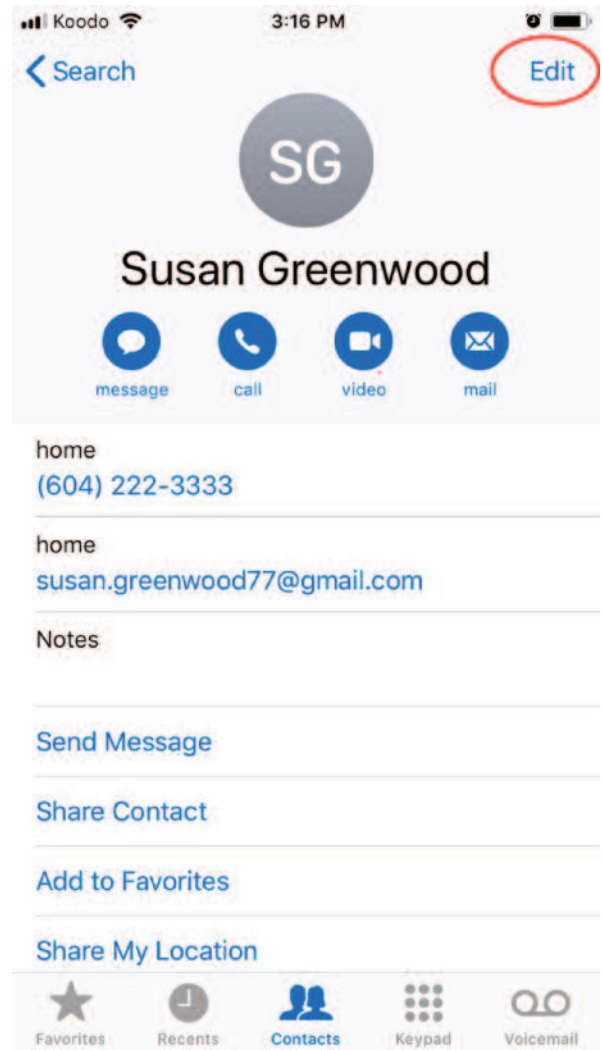 Koodo 3:16 PM
Search Edit
SG
Susan Greenwood
message call video mail
home
(604) 222-3333
home
susan.greenwood77@gmail.com
Notes
Send Message
Share Contact
Add to Favorites
Share My Location
Favorites Recents Contacts Keypad Voicemail